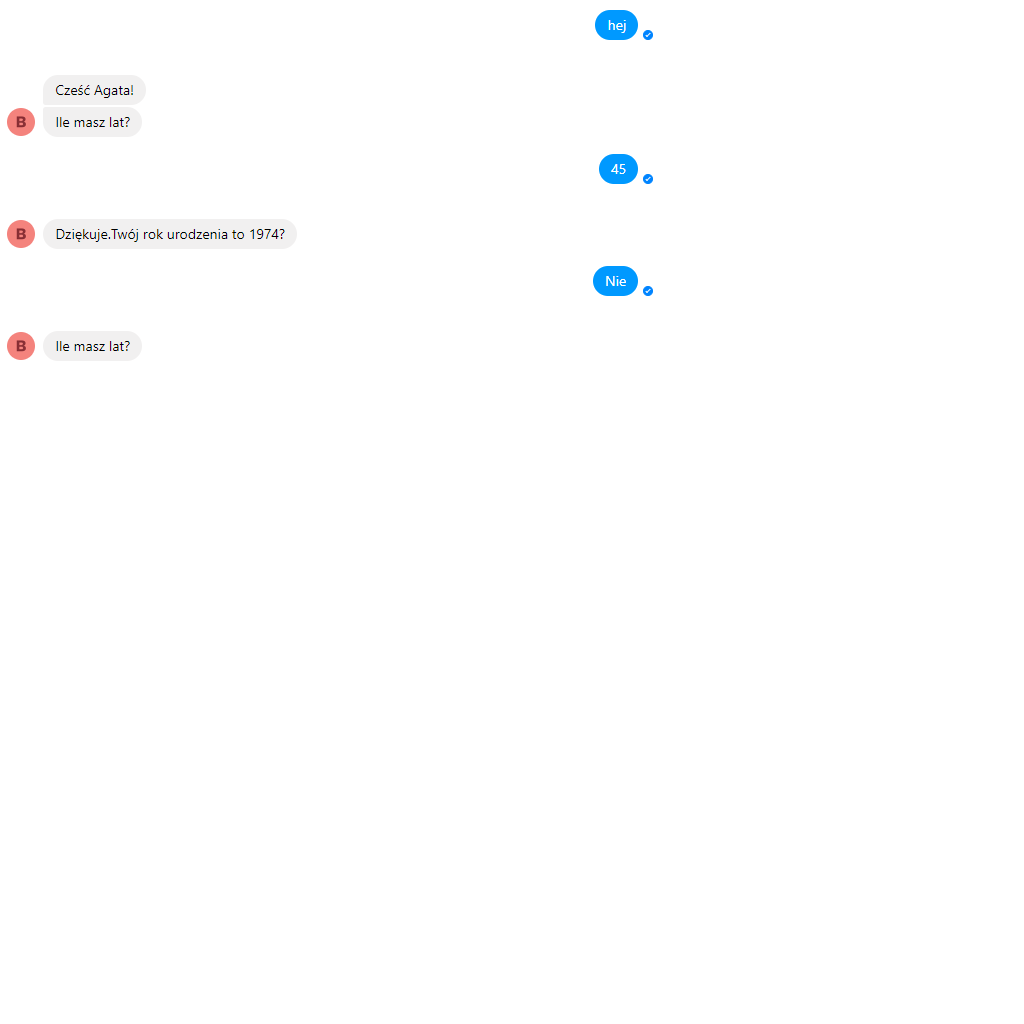 hej
Cześć Agata!
B
Ile masz lat?
45
B
Dziękuje.Twój rok urodzenia to 1974?
Nie
B
Ile masz lat?